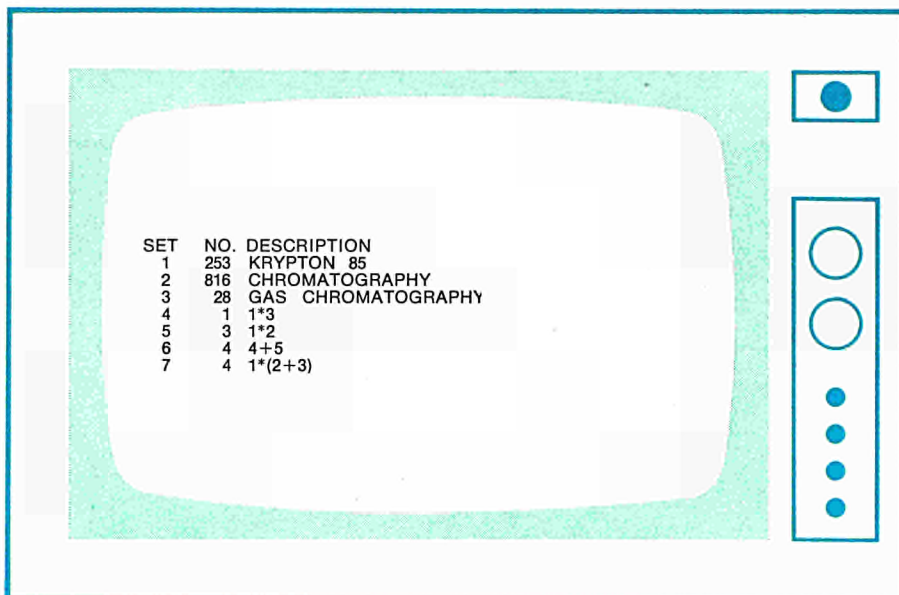 SET NO. DESCRIPTION
1 253 KRYPTON 85
2 816 CHROMATOGRAPHY
3 28 GAS CHROMATOGRAPHY
4 1 1*3
5 3 1*2
6 4 4+5
7 4 1*(2+3)